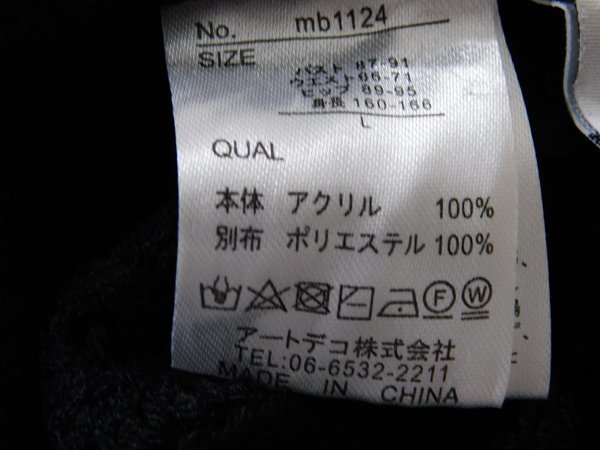 No. mb1124
SIZE
バスト 87-91
ウエスト 66-71
ヒップ 89-95
身長 160-166
L
QUAL
本体 アクリル 100%
別布 ポリエステル 100%
F W
アートデコ株式会社
TEL:06-6532-2211
MADE IN CHINA